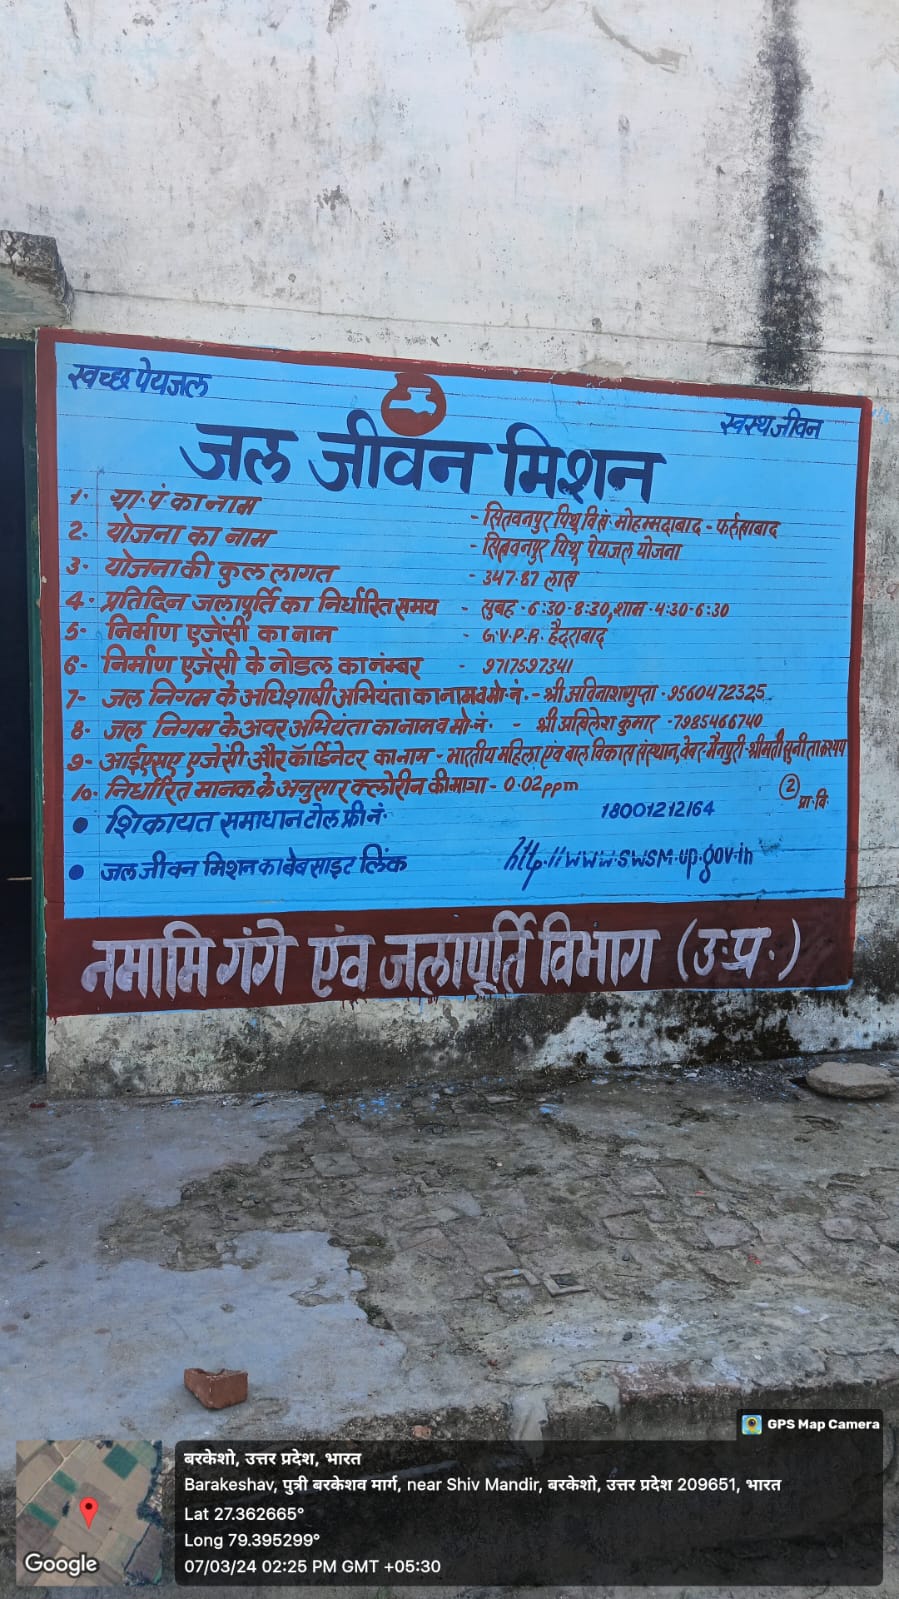 स्वच्छ पेयजल
स्वस्थ जीवन
जल जीवन मिशन
1- ग्रा.पं का नाम - सितवनपुर पिथू वि.ख. मोहम्मदाबाद - फर्रुखाबाद
2- योजना का नाम - सितवनपुर पिथू पेयजल योजना
3- योजना की कुल लागत - 347.87 लाख
4- प्रतिदिन जलापूर्ति का निर्धारित समय - सुबह - 6:30-8:30, शाम - 4:30-6:30
5- निर्माण एजेंसी का नाम - G.V.P.R. हैदराबाद
6- निर्माण एजेंसी के नोडल का नंम्बर - 9717597341
7- जल निगम के अधिशाषी अभियंता का नाम व मो.नं. - श्री अविनाश गुप्ता - 9560472325
8- जल निगम के अवर अभियंता का नाम व मो.नं. - श्री अखिलेश कुमार - 7985466740
9- आईएसए एजेंसी और कॉर्डिनेटर का नाम - भारतीय महिला एंव बाल विकास संस्थान, वेवर-मैनपुरी-श्रीमती सुनीता कश्यप
10- निर्धारित मानक के अनुसार क्लोरीन की मात्रा - 0.02 ppm
② प्रा.वि.
• शिकायत समाधान टोल फ्री नं. 18001212164
• जल जीवन मिशन का बेबसाइट लिंक http://www.swsm.up.gov.in
नमामि गंगे एंव जलापूर्ति विभाग (उ.प्र.)
GPS Map Camera
बरकेशो, उत्तर प्रदेश, भारत
Barakeshav, पुत्री बरकेशव मार्ग, near Shiv Mandir, बरकेशो, उत्तर प्रदेश 209651, भारत
Lat 27.362665°
Long 79.395299°
07/03/24 02:25 PM GMT +05:30
Google